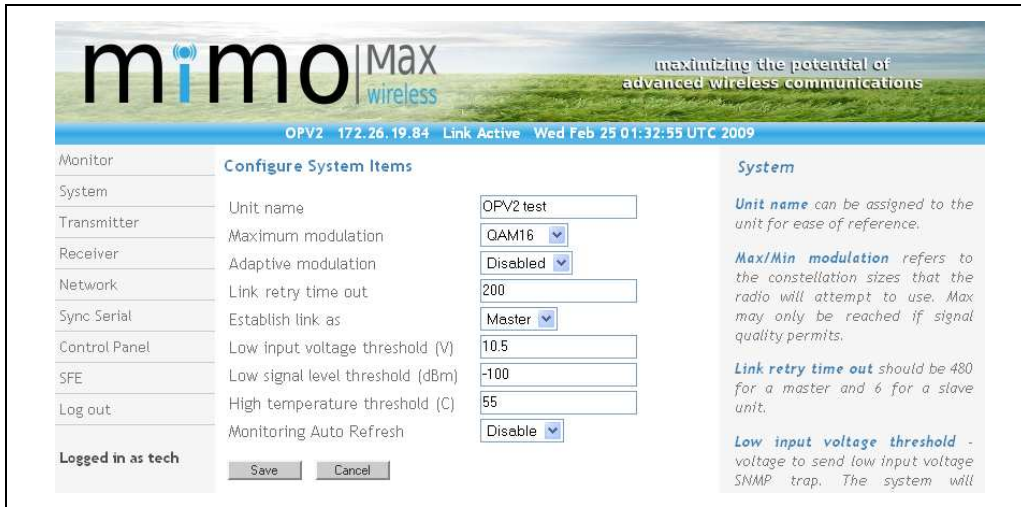 mimo Max wireless
maximizing the potential of
advanced wireless communications
OPV2 172.26.19.84 Link Active Wed Feb 25 01:32:55 UTC 2009
Monitor
System
Transmitter
Receiver
Network
Sync Serial
Control Panel
SFE
Log out
Logged in as tech
Configure System Items
Unit name OPV2 test
Maximum modulation QAM16
Adaptive modulation Disabled
Link retry time out 200
Establish link as Master
Low input voltage threshold (V) 10.5
Low signal level threshold (dBm) -100
High temperature threshold (C) 55
Monitoring Auto Refresh Disable
Save Cancel
System
Unit name can be assigned to the
unit for ease of reference.
Max/Min modulation refers to
the constellation sizes that the
radio will attempt to use. Max
may only be reached if signal
quality permits.
Link retry time out should be 480
for a master and 6 for a slave
unit.
Low input voltage threshold -
voltage to send low input voltage
SNMP trap. The system will